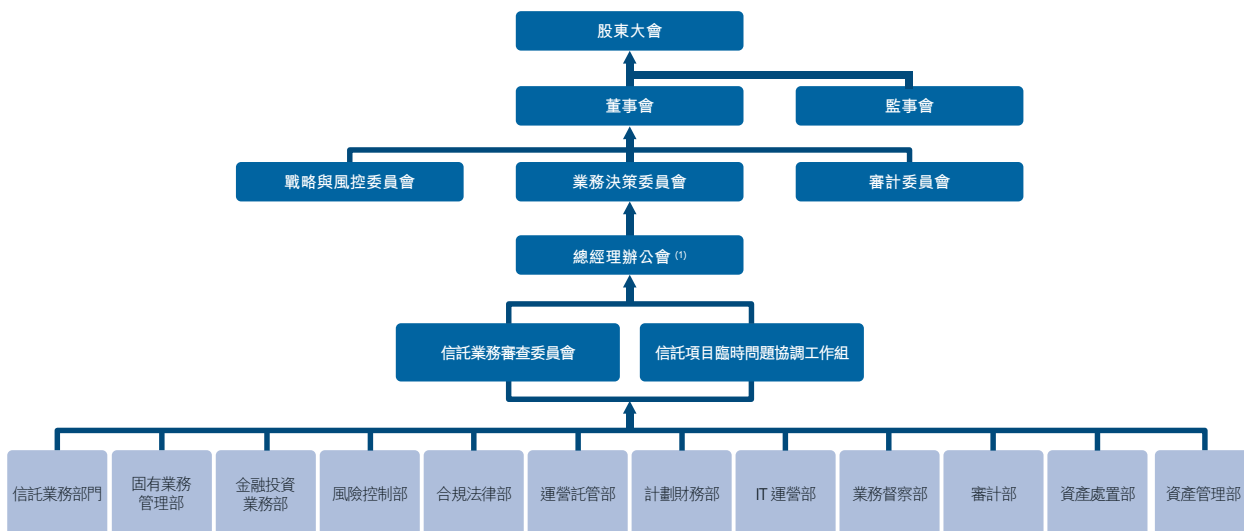 股東大會
董事會
監事會
戰略與風控委員會
業務決策委員會
審計委員會
總經理辦公會 (1)
信託業務審查委員會
信託項目臨時問題協調工作組
信託業務部門
固有業務
管理部
金融投資
業務部
風險控制部
合規法律部
運營託管部
計劃財務部
IT 運營部
業務督察部
審計部
資產處置部
資產管理部